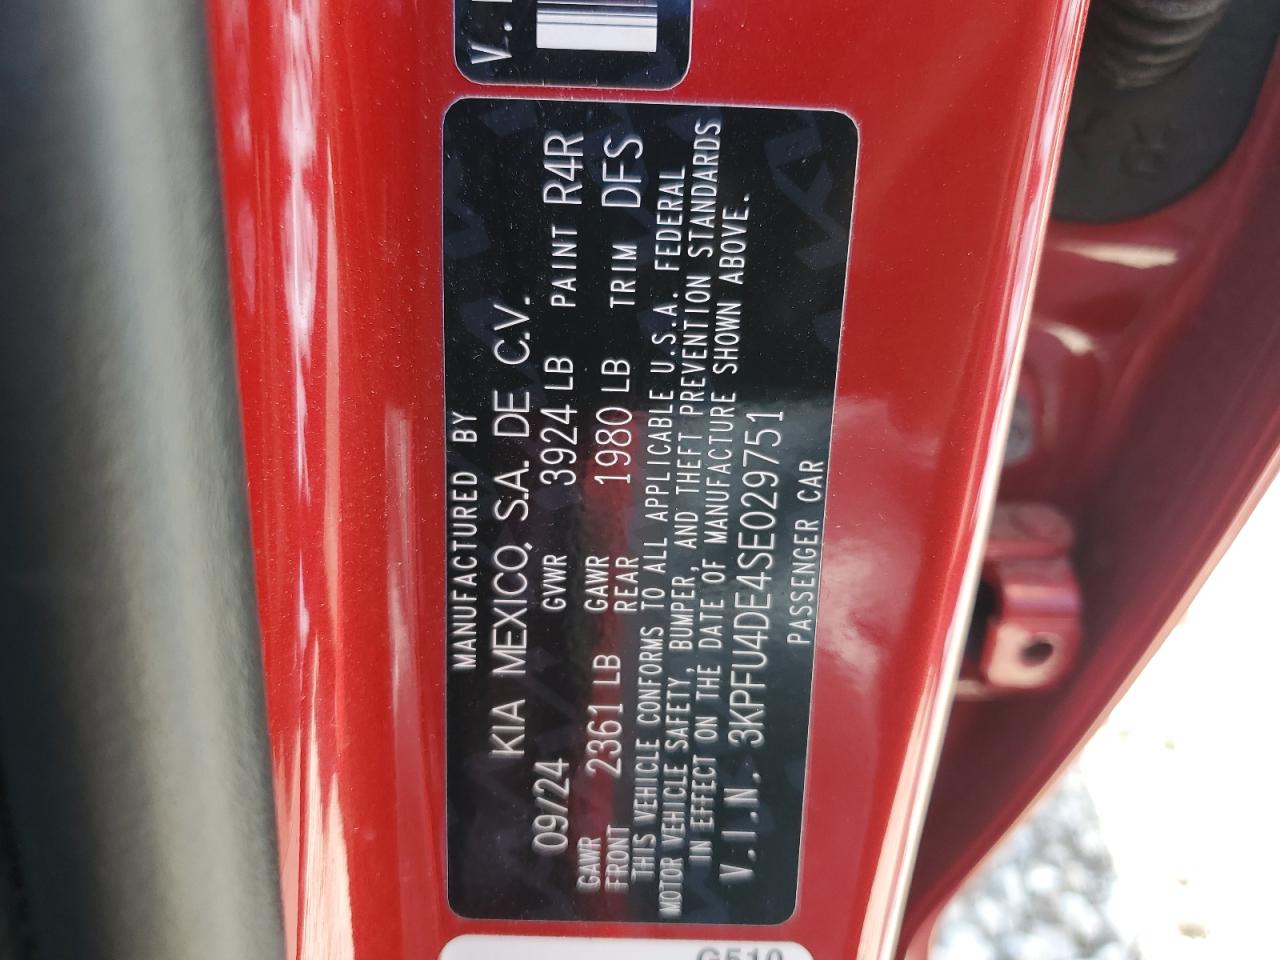 MANUFACTURED BY
KIA MEXICO, S.A. DE C.V.
09/24 GVWR 3924 LB PAINT R4R
GAWR FRONT 2361 LB GAWR REAR 1980 LB TRIM DFS
THIS VEHICLE CONFORMS TO ALL APPLICABLE U.S.A. FEDERAL
MOTOR VEHICLE SAFETY, BUMPER, AND THEFT PREVENTION STANDARDS
IN EFFECT ON THE DATE OF MANUFACTURE SHOWN ABOVE.
V.I.N. 3KPFU4DE4SE029751
PASSENGER CAR
G510